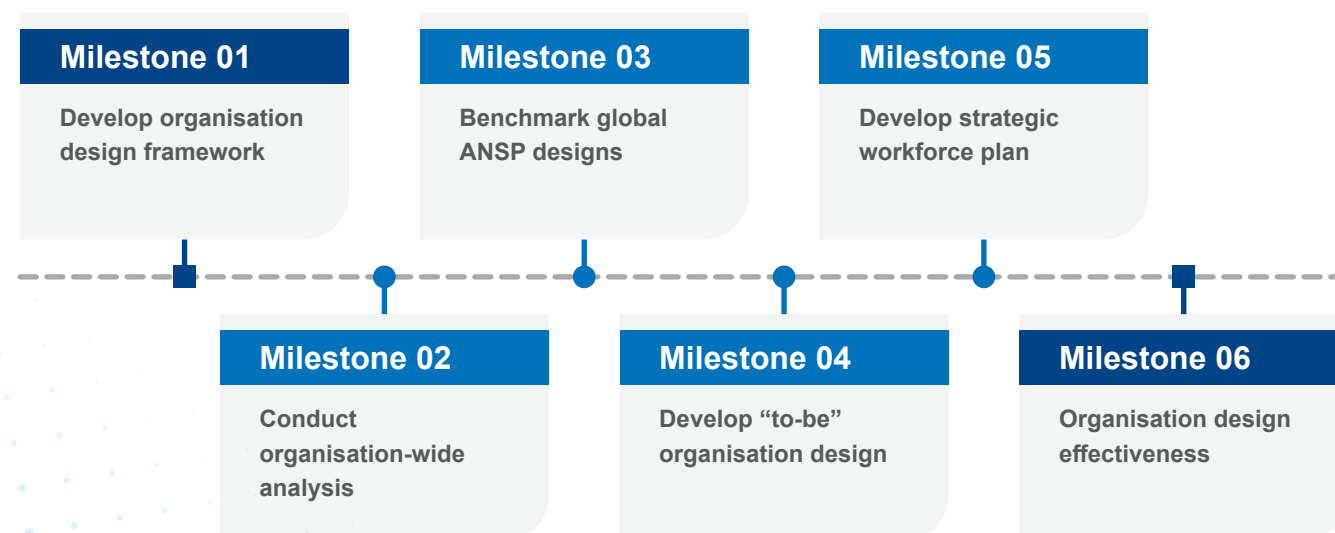 Milestone 01
Develop organisation
design framework
Milestone 02
Conduct
organisation-wide
analysis
Milestone 03
Benchmark global
ANSP designs
Milestone 04
Develop “to-be”
organisation design
Milestone 05
Develop strategic
workforce plan
Milestone 06
Organisation design
effectiveness